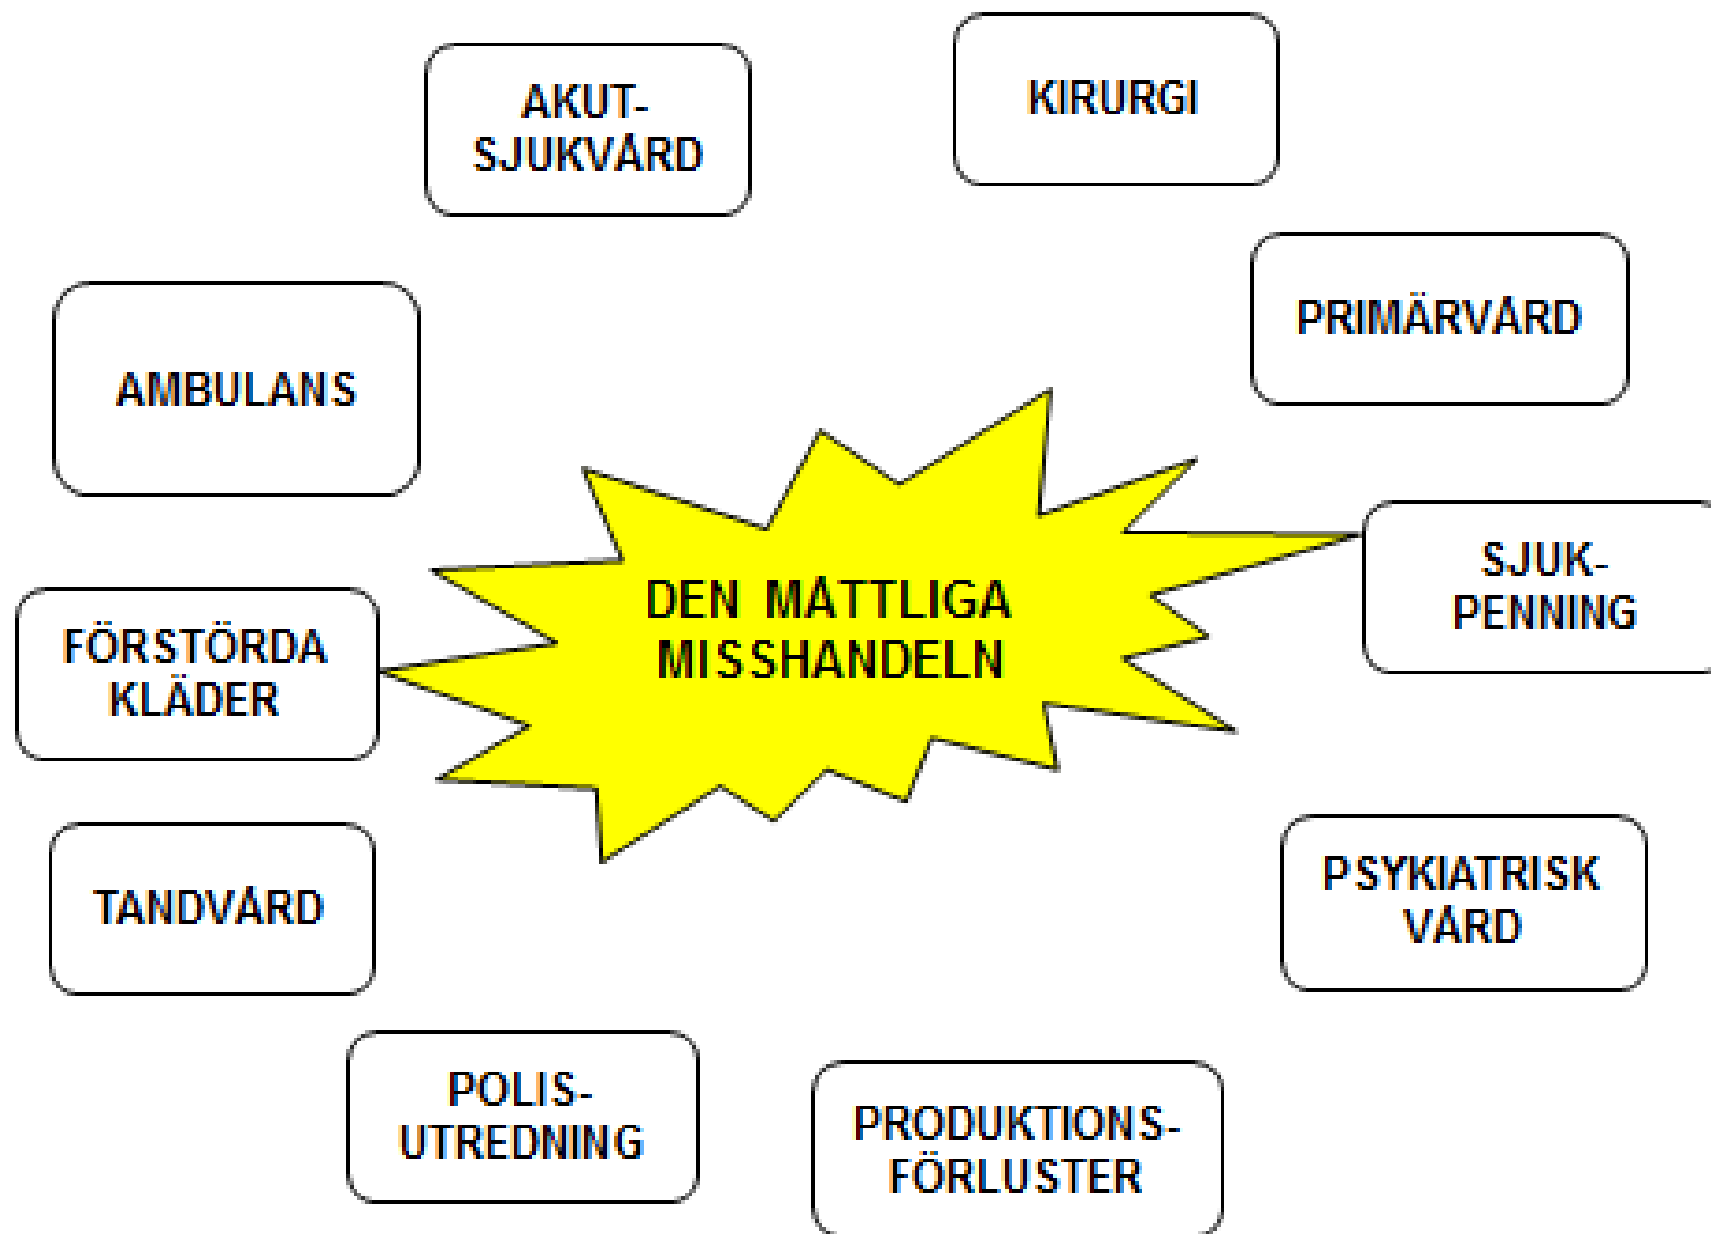 AKUT-
SJUKVÅRD
KIRURGI
PRIMÄRVÅRD
AMBULANS
SJUK-
PENNING
DEN MÅTTLIGA
MISSHANDELN
FÖRSTÖRDA
KLÄDER
TANDVÅRD
PSYKIATRISK
VÅRD
POLIS-
UTREDNING
PRODUKTIONS-
FÖRLUSTER